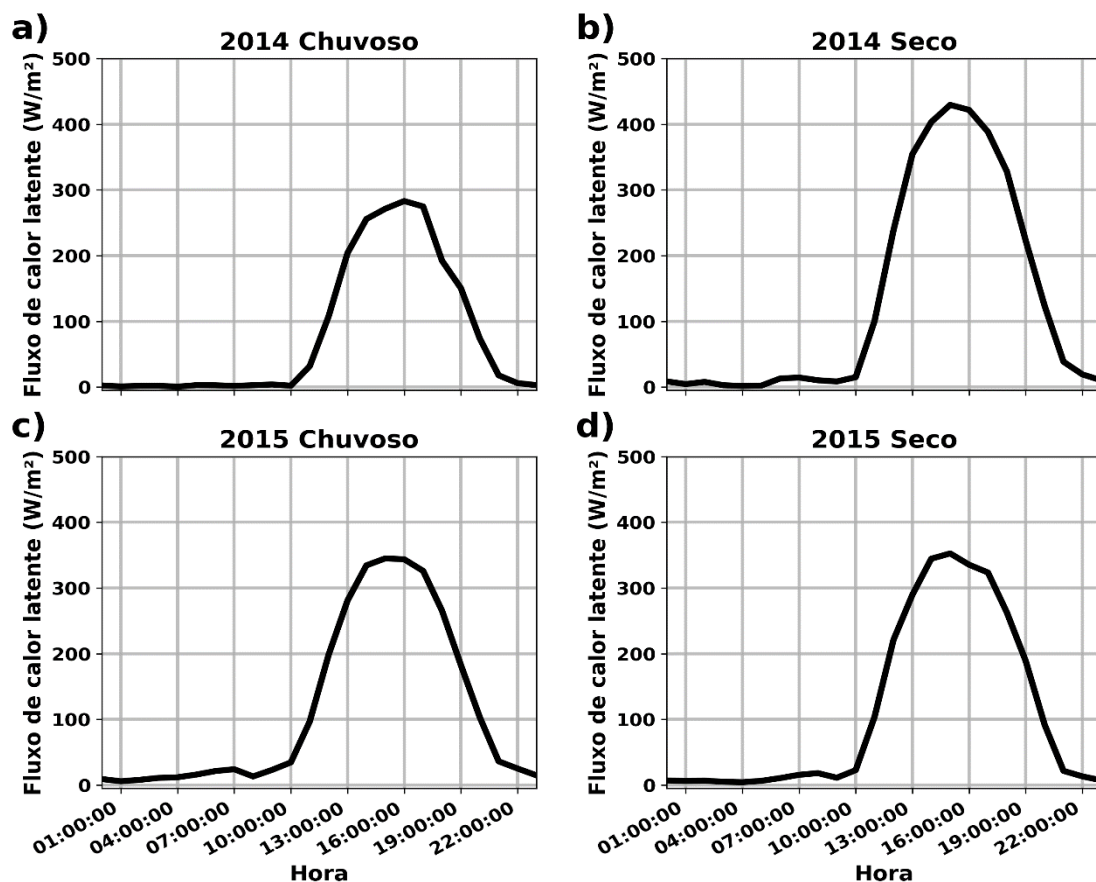 a)
2014 Chuvoso
Fluxo de calor latente (W/m²)
500
400
300
200
100
0
b)
2014 Seco
Fluxo de calor latente (W/m²)
500
400
300
200
100
0
c)
2015 Chuvoso
Fluxo de calor latente (W/m²)
500
400
300
200
100
0
01:00:00
04:00:00
07:00:00
10:00:00
13:00:00
16:00:00
19:00:00
22:00:00
Hora
d)
2015 Seco
Fluxo de calor latente (W/m²)
500
400
300
200
100
0
01:00:00
04:00:00
07:00:00
10:00:00
13:00:00
16:00:00
19:00:00
22:00:00
Hora